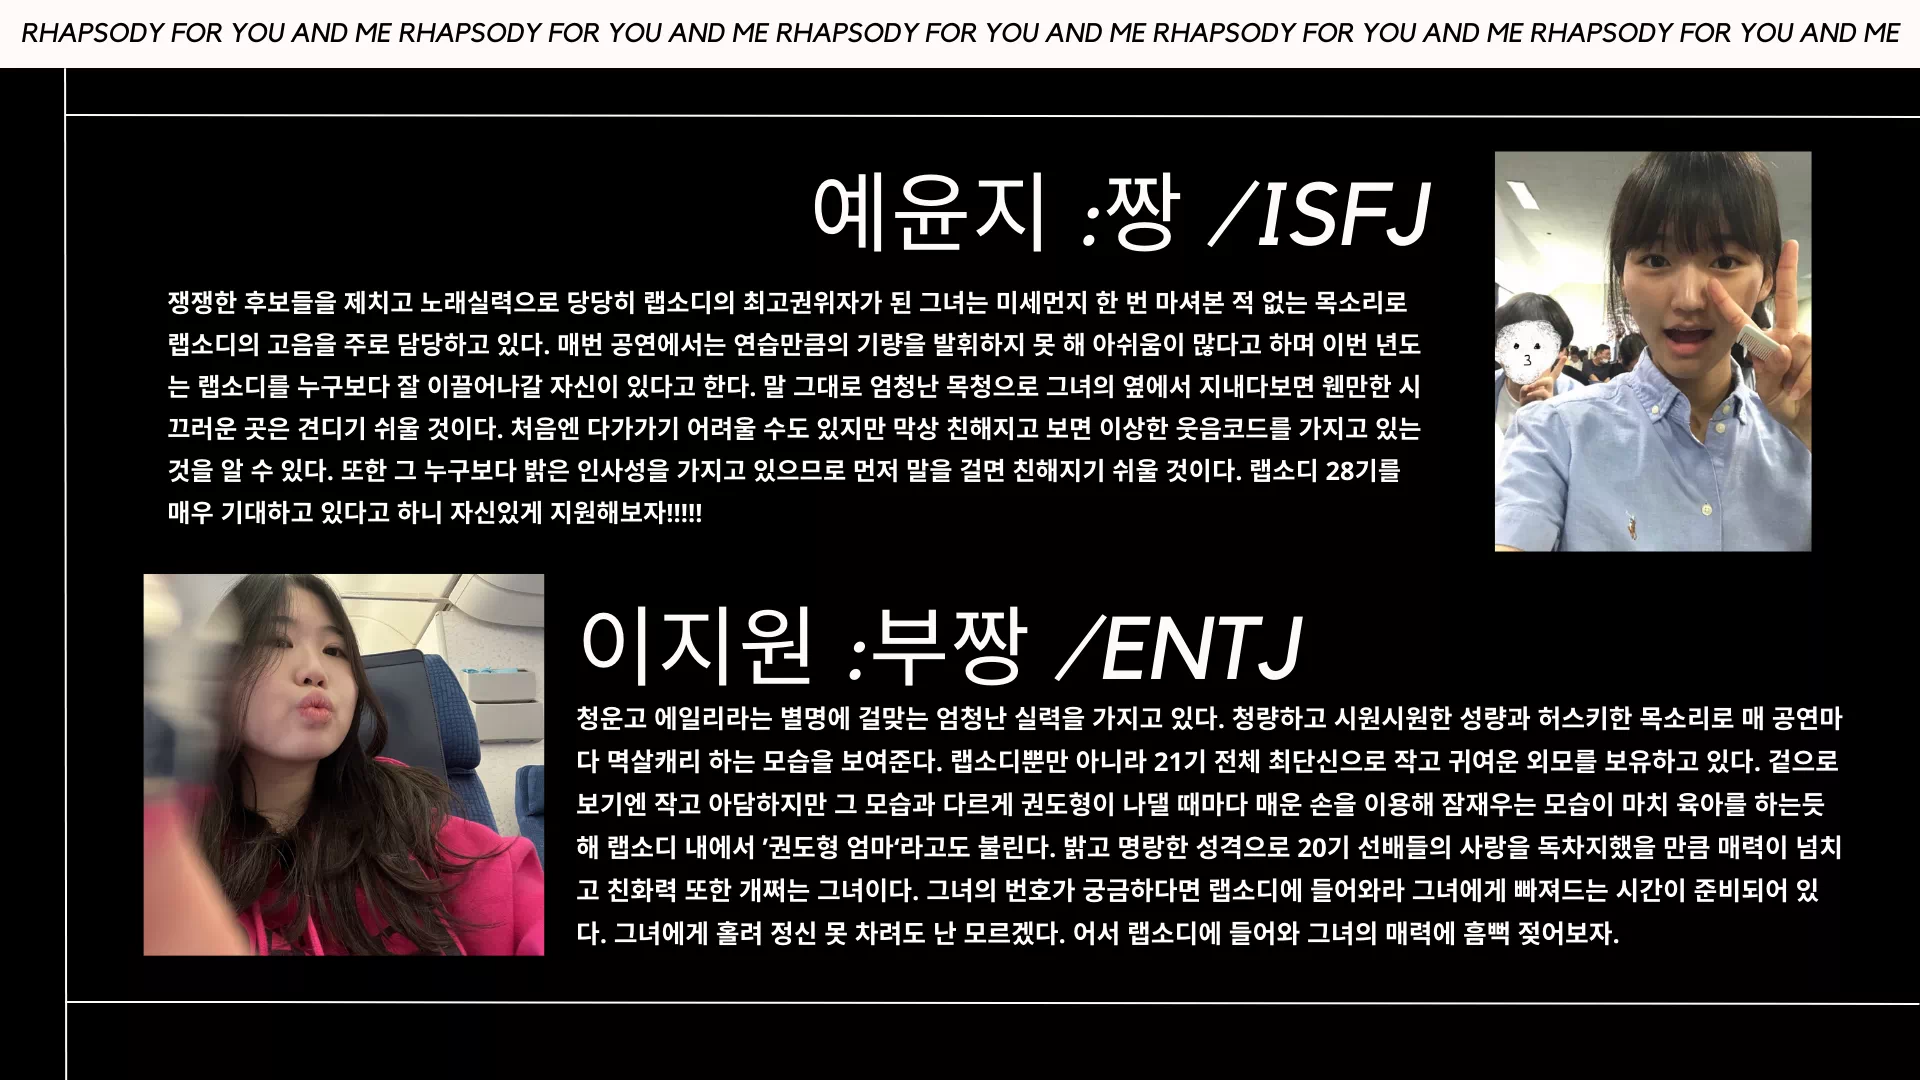 RHAPSODY FOR YOU AND ME RHAPSODY FOR YOU AND ME RHAPSODY FOR YOU AND ME RHAPSODY FOR YOU AND ME RHAPSODY FOR YOU AND ME
예윤지 :짱 /ISFJ
쟁쟁한 후보들을 제치고 노래실력으로 당당히 랩소디의 최고권위자가 된 그녀는 미세먼지 한 번 마셔본 적 없는 목소리로
랩소디의 고음을 주로 담당하고 있다. 매번 공연에서는 연습만큼의 기량을 발휘하지 못 해 아쉬움이 많다고 하며 이번 년도
는 랩소디를 누구보다 잘 이끌어나갈 자신이 있다고 한다. 말 그대로 엄청난 목청으로 그녀의 옆에서 지내다보면 웬만한 시
끄러운 곳은 견디기 쉬울 것이다. 처음엔 다가가기 어려울 수도 있지만 막상 친해지고 보면 이상한 웃음코드를 가지고 있는
것을 알 수 있다. 또한 그 누구보다 밝은 인사성을 가지고 있으므로 먼저 말을 걸면 친해지기 쉬울 것이다. 랩소디 28기를
매우 기대하고 있다고 하니 자신있게 지원해보자!!!!!
이지원 :부짱 /ENTJ
청운고 에일리라는 별명에 걸맞는 엄청난 실력을 가지고 있다. 청량하고 시원시원한 성량과 허스키한 목소리로 매 공연마
다 멱살캐리 하는 모습을 보여준다. 랩소디뿐만 아니라 21기 전체 최단신으로 작고 귀여운 외모를 보유하고 있다. 겉으로
보기엔 작고 아담하지만 그 모습과 다르게 권도형이 나댈 때마다 매운 손을 이용해 잠재우는 모습이 마치 육아를 하는듯
해 랩소디 내에서 ’권도형 엄마‘라고도 불린다. 밝고 명랑한 성격으로 20기 선배들의 사랑을 독차지했을 만큼 매력이 넘치
고 친화력 또한 개쩌는 그녀이다. 그녀의 번호가 궁금하다면 랩소디에 들어와라 그녀에게 빠져드는 시간이 준비되어 있
다. 그녀에게 홀려 정신 못 차려도 난 모르겠다. 어서 랩소디에 들어와 그녀의 매력에 흠뻑 젖어보자.